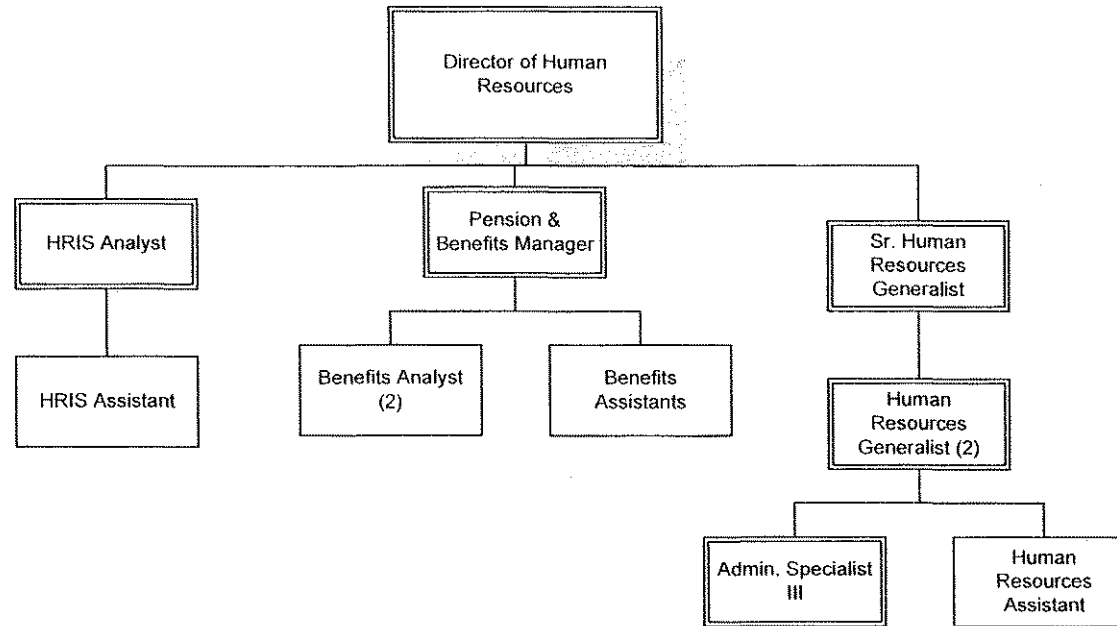 Director of Human
Resources
HRIS Analyst
Pension &
Benefits Manager
Sr. Human
Resources
Generalist
HRIS Assistant
Benefits Analyst
(2)
Benefits
Assistants
Human
Resources
Generalist (2)
Admin. Specialist
III
Human
Resources
Assistant